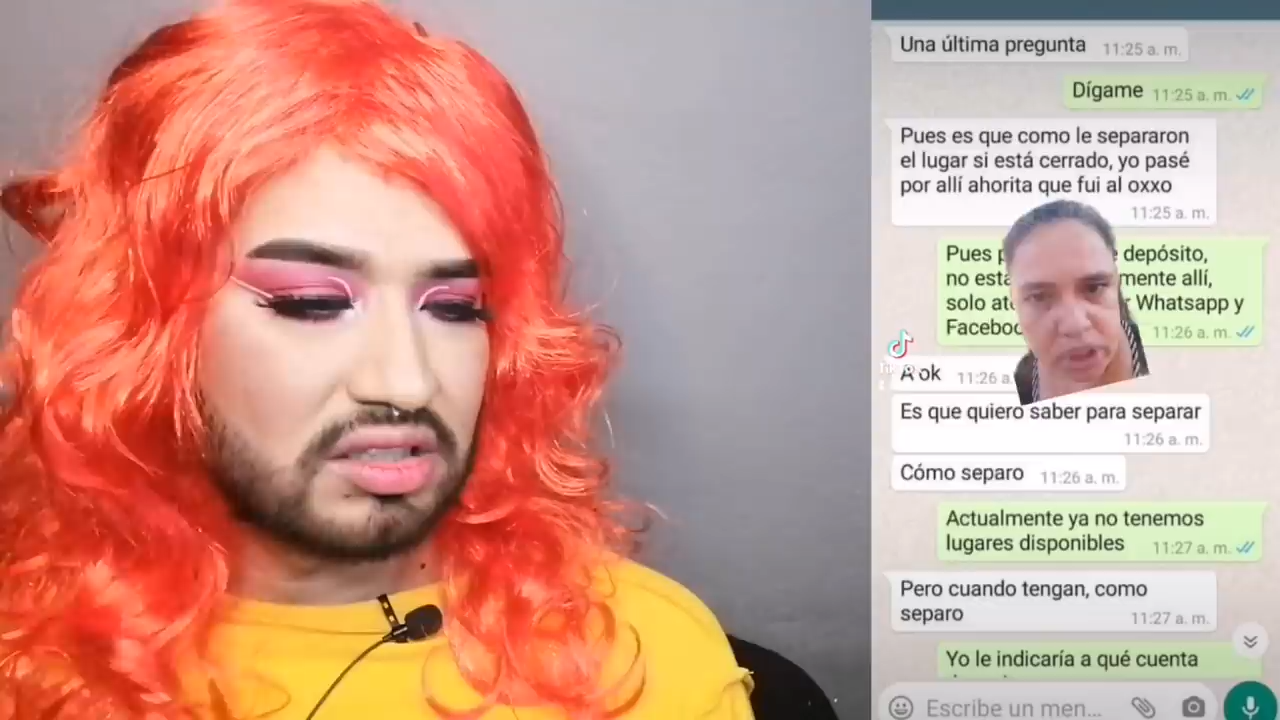 Una última pregunta 11:25 a. m.
Dígame 11:25 a. m.
Pues es que como le separaron
el lugar si está cerrado, yo pasé
por allí ahorita que fui al oxxo
11:25 a. m.
Pues depósito,
no mente allí,
solo Whatsapp y
11:26 a. m.
A ok 11:26 a
Es que quiero saber para separar
11:26 a. m.
Cómo separo 11:26 a. m.
Actualmente ya no tenemos
lugares disponibles 11:27 a. m.
Pero cuando tengan, como
separo 11:27 a. m.
Yo le indicaría a qué cuenta
Escribe un men...